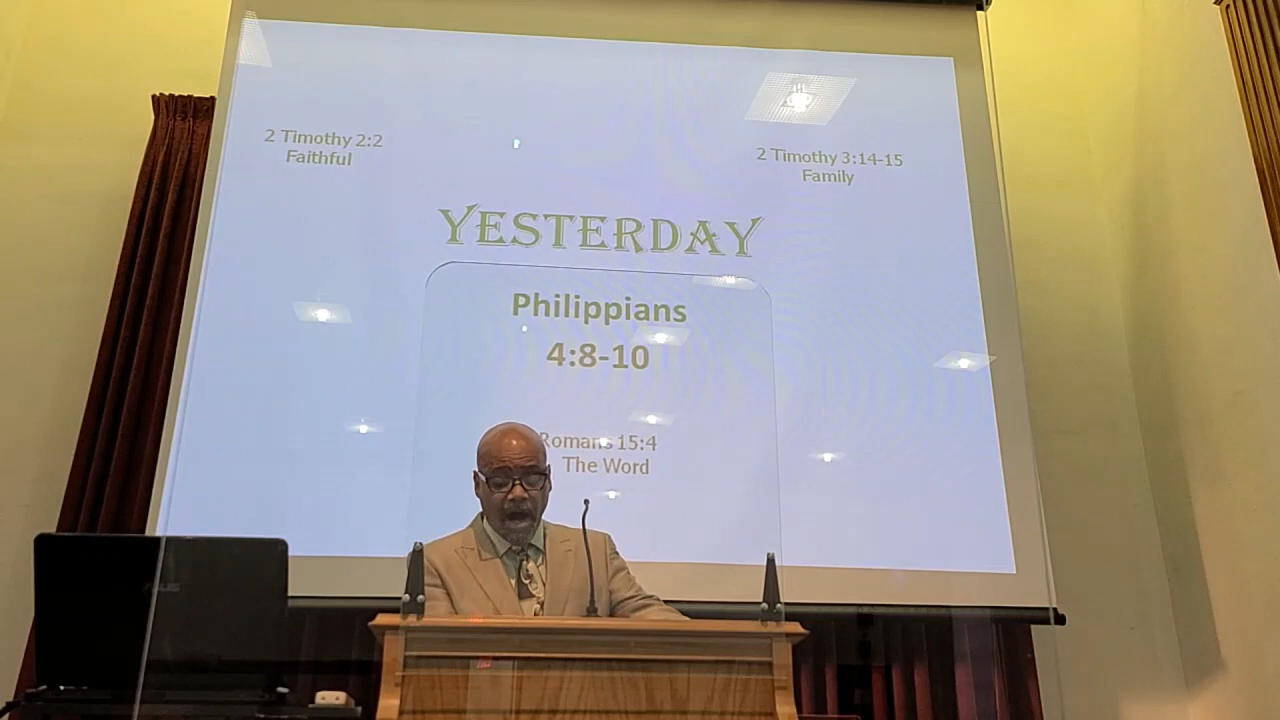 2 Timothy 2:2
Faithful
2 Timothy 3:14-15
Family
YESTERDAY
Philippians
4:8-10
Romans 15:4
The Word